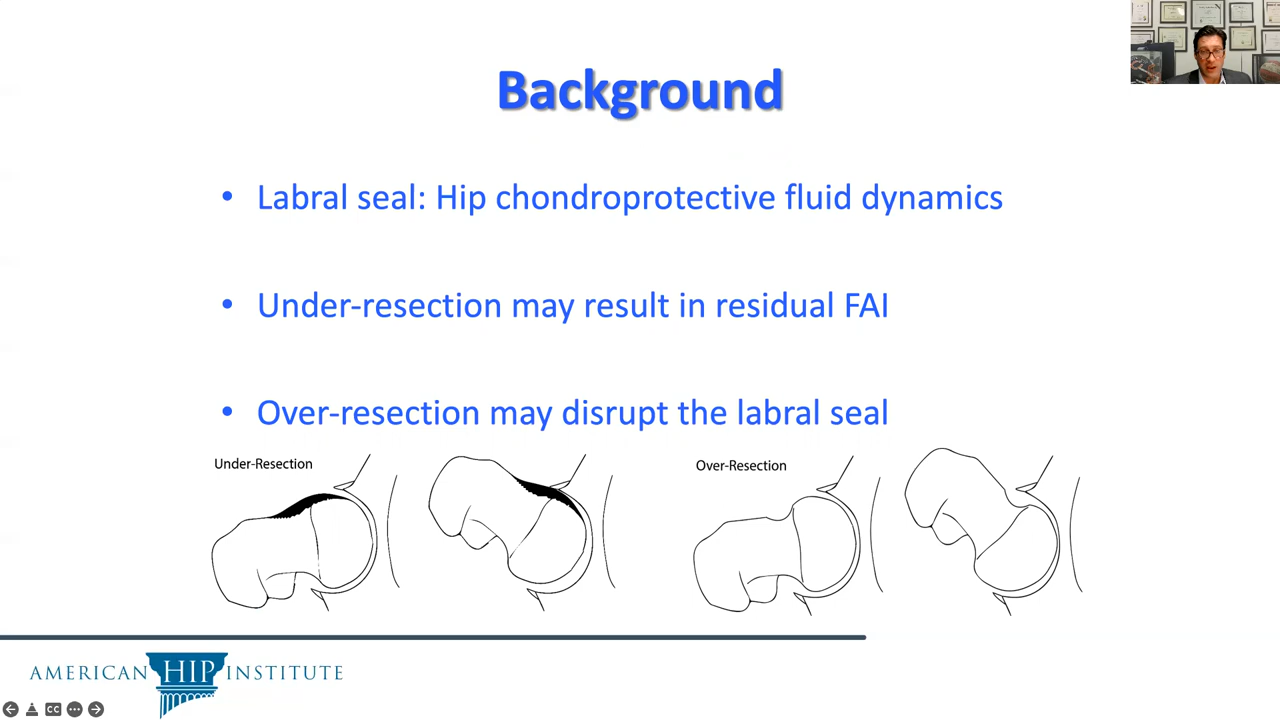 Background
• Labral seal: Hip chondroprotective fluid dynamics
• Under-resection may result in residual FAI
• Over-resection may disrupt the labral seal
Under-Resection
Over-Resection
AMERICAN HIP INSTITUTE
CC